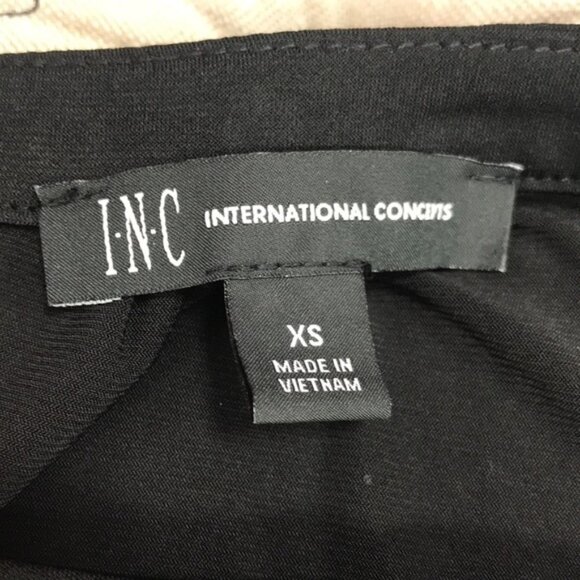 I·N·C INTERNATIONAL CONCEPTS
XS
MADE IN
VIETNAM